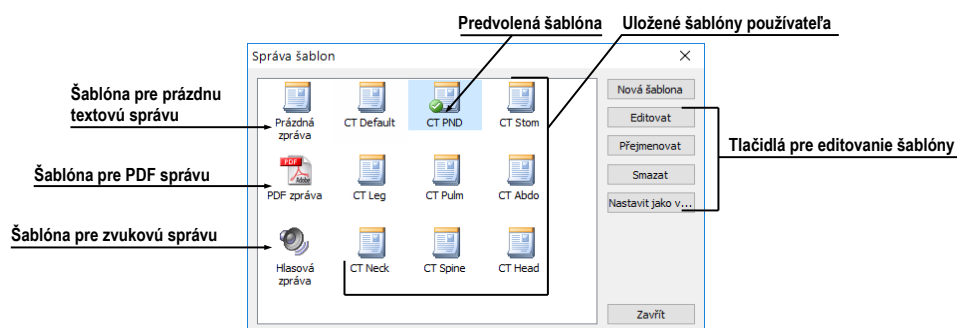 Predvolená šablóna
Uložené šablóny používateľa
Správa šablon
Šablóna pre prázdnu
textovú správu
Prázdná
zpráva
CT Default
CT PND
CT Stom
Nová šablona
Editovat
Přejmenovat
Smazat
Nastavit jako v...
Tlačidlá pre editovanie šablóny
Šablóna pre PDF správu
PDF
Adobe
PDF zpráva
CT Leg
CT Pulm
CT Abdo
Šablóna pre zvukovú správu
Hlasová
zpráva
CT Neck
CT Spine
CT Head
Zavřít